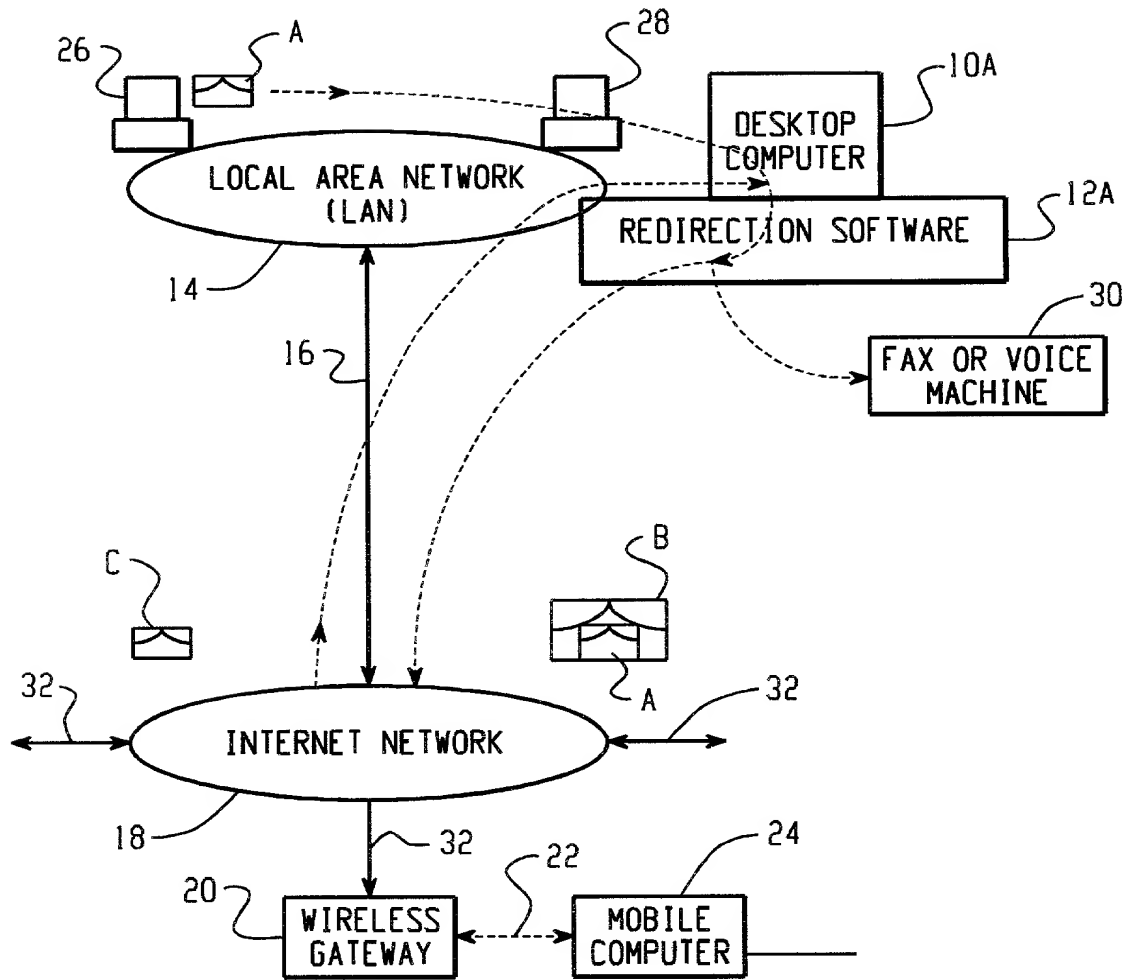 26
A
28
10A
DESKTOP
COMPUTER
LOCAL AREA NETWORK
(LAN)
12A
REDIRECTION SOFTWARE
14
30
16
FAX OR VOICE
MACHINE
C
B
A
32
32
INTERNET NETWORK
18
32
22
24
20
WIRELESS
GATEWAY
MOBILE
COMPUTER